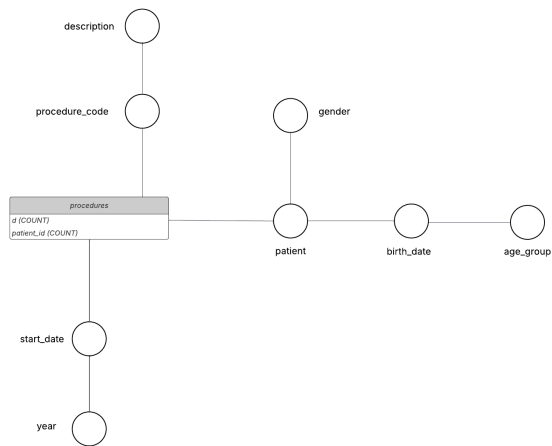 description
procedure_code
gender
procedures
d (COUNT)
patient_id (COUNT)
patient
birth_date
age_group
start_date
year